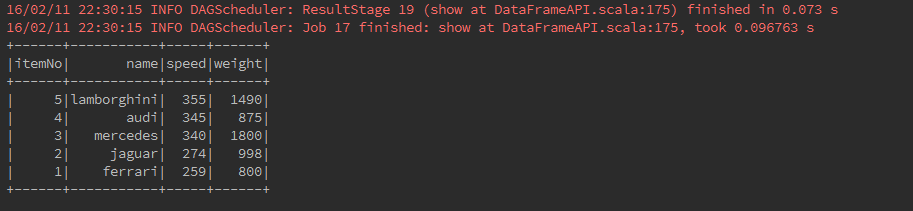 16/02/11 22:30:15 INFO DAGScheduler: ResultStage 19 (show at DataFrameAPI.scala:175) finished in 0.073 s
16/02/11 22:30:15 INFO DAGScheduler: Job 17 finished: show at DataFrameAPI.scala:175, took 0.096763 s
+------+-----------+-----+------+
|itemNo|       name|speed|weight|
+------+-----------+-----+------+
|     5|lamborghini|  355|  1490|
|     4|       audi|  345|   875|
|     3|   mercedes|  340|  1800|
|     2|     jaguar|  274|   998|
|     1|    ferrari|  259|   800|
+------+-----------+-----+------+